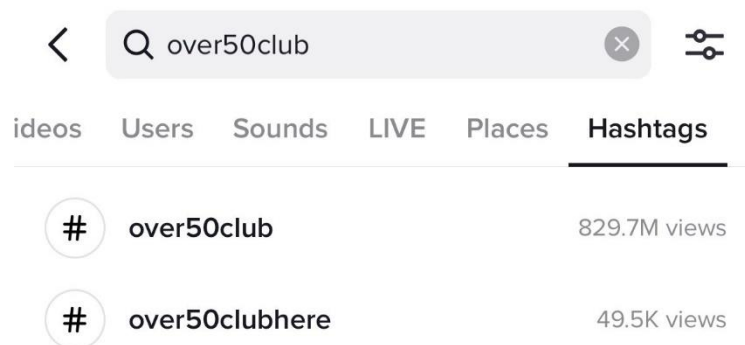 over50club
ideos Users Sounds LIVE Places Hashtags
# over50club 829.7M views
# over50clubhere 49.5K views